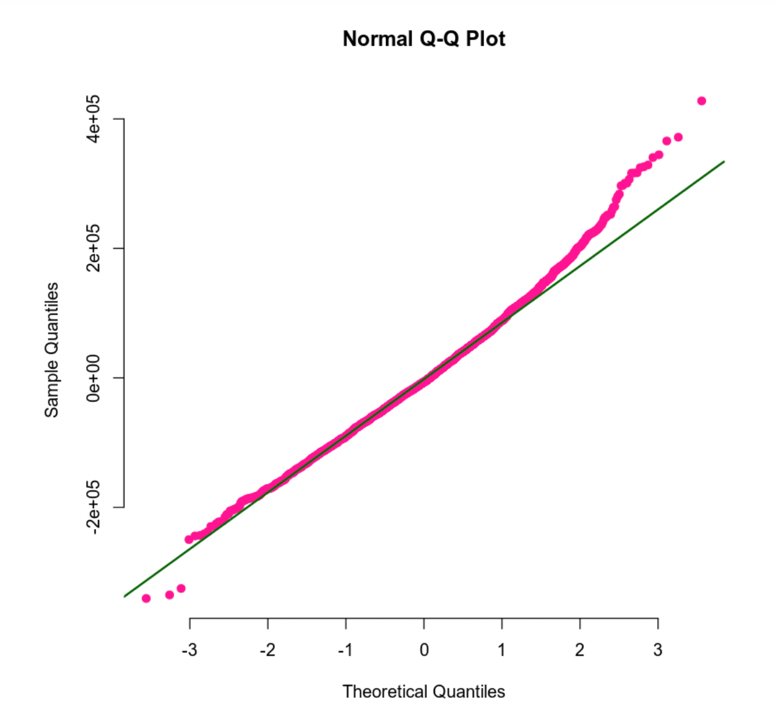 Normal Q-Q Plot
4e+05
2e+05
0e+00
-2e+05
Sample Quantiles
-3 -2 -1 0 1 2 3
Theoretical Quantiles